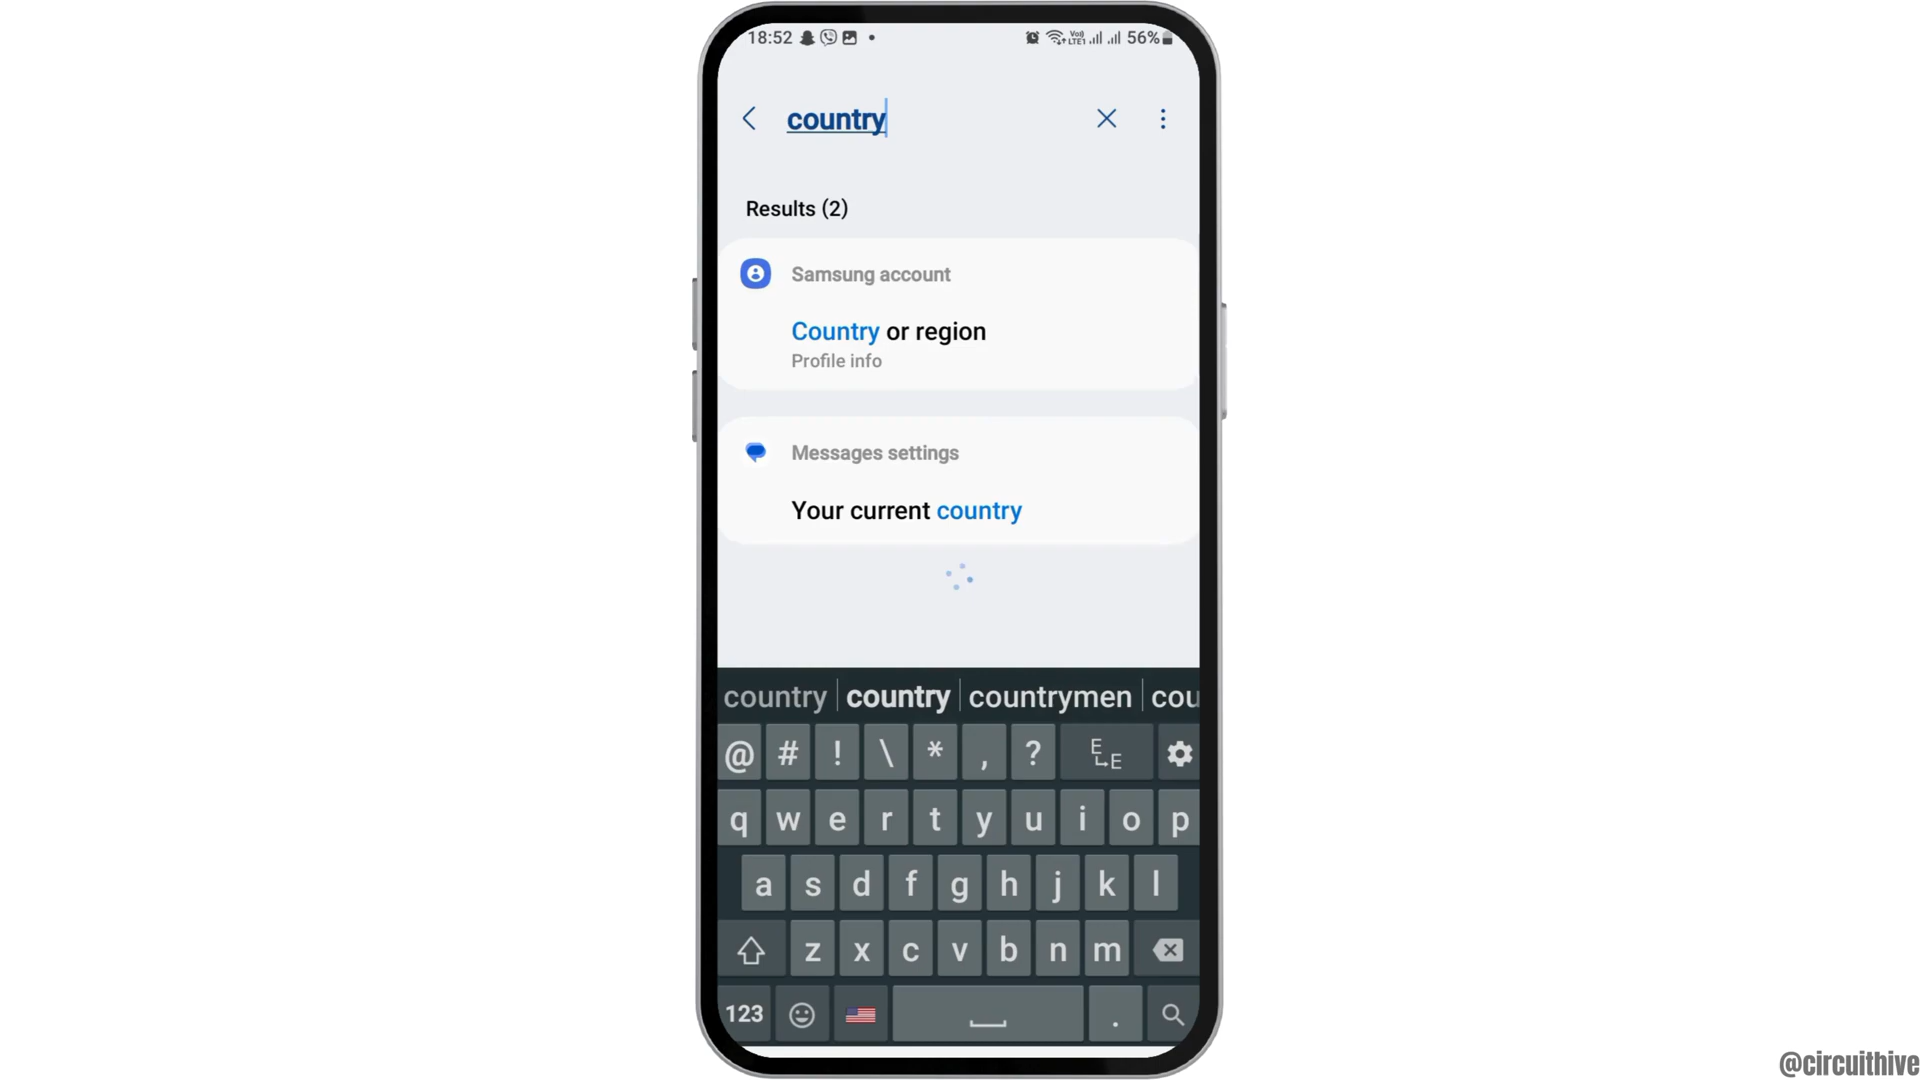 18:52 56%
country
Results (2)
Samsung account
Country or region
Profile info
Messages settings
Your current country
country country countrymen cou
@ # ! \ * , ? E E
q w e r t y u i o p
a s d f g h j k l
z x c v b n m
123 .
@circuithive